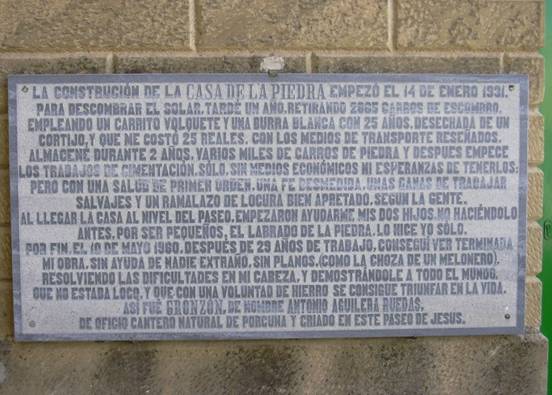 LA CONSTRUCIÓN DE LA CASA DE LA PIEDRA EMPEZÓ EL 14 DE ENERO 1931.
PARA DESCOMBRAR EL SOLAR, TARDÉ UN AÑO, RETIRANDO 2865 CARROS DE ESCOMBRO,
EMPLEANDO UN CARRITO VOLQUETE Y UNA BURRA BLANCA CON 25 AÑOS, DESECHADA DE UN
CORTIJO, Y QUE ME COSTÓ 25 REALES. CON LOS MEDIOS DE TRANSPORTE RESEÑADOS,
ALMACENÉ DURANTE 2 AÑOS, VARIOS MILES DE CARROS DE PIEDRA Y DESPUES EMPECE
LOS TRABAJOS DE CIMENTACIÓN, SÓLO, SIN MEDIOS ECONÓMICOS NI ESPERANZAS DE TENERLOS;
PERO CON UNA SALUD DE PRIMER ORDEN, UNA FE DESMEDIDA, UNAS GANAS DE TRABAJAR
SALVAJES Y UN RAMALAZO DE LOCURA BIEN APRETADO, SEGUN LA GENTE.
AL LLEGAR LA CASA AL NIVEL DEL PASEO, EMPEZARON AYUDARME MIS DOS HIJOS, NO HACIÉNDOLO
ANTES, POR SER PEQUEÑOS, EL LABRADO DE LA PIEDRA, LO HICE YO SÓLO.
POR FIN, EL 10 DE MAYO 1960, DESPUÉS DE 29 AÑOS DE TRABAJO, CONSEGUÍ VER TERMINADA
MI OBRA, SIN AYUDA DE NADIE EXTRAÑO, SIN PLANOS, (COMO LA CHOZA DE UN MELONERO).
RESOLVIENDO LAS DIFICULTADES EN MI CABEZA, Y DEMOSTRÁNDOLE A TODO EL MUNDO,
QUE NO ESTABA LOCO, Y QUE CON UNA VOLUNTAD DE HIERRO SE CONSIGUE TRIUNFAR EN LA VIDA.
ASÍ FUÉ GRONZÓN, DE NOMBRE ANTONIO AGUILERA RUEDAS,
DE OFICIO CANTERO NATURAL DE PORCUNA Y CRIADO EN ESTE PASEO DE JESUS.